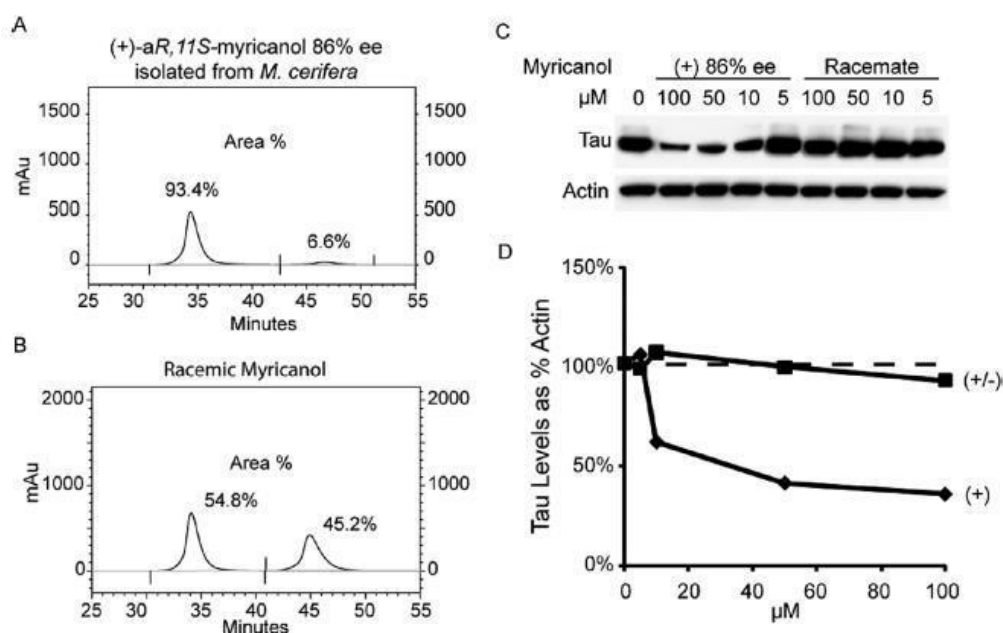 A
(+)-aR,11S-myricanol 86% ee
isolated from M. cerifera
1500 1500
Area %
1000 1000
mAu
93.4%
500 500
6.6%
0 0
25 30 35 40 45 50 55
Minutes
B
Racemic Myricanol
2000 2000
Area %
mAu
1000 1000
54.8%
45.2%
0 0
25 30 35 40 45 50 55
Minutes
C
Myricanol (+) 86% ee Racemate
µM 0 100 50 10 5 100 50 10 5
Tau
Actin
D
150%
Tau Levels as % Actin
100%
(+/-)
50%
(+)
0%
0 20 40 60 80 100
µM